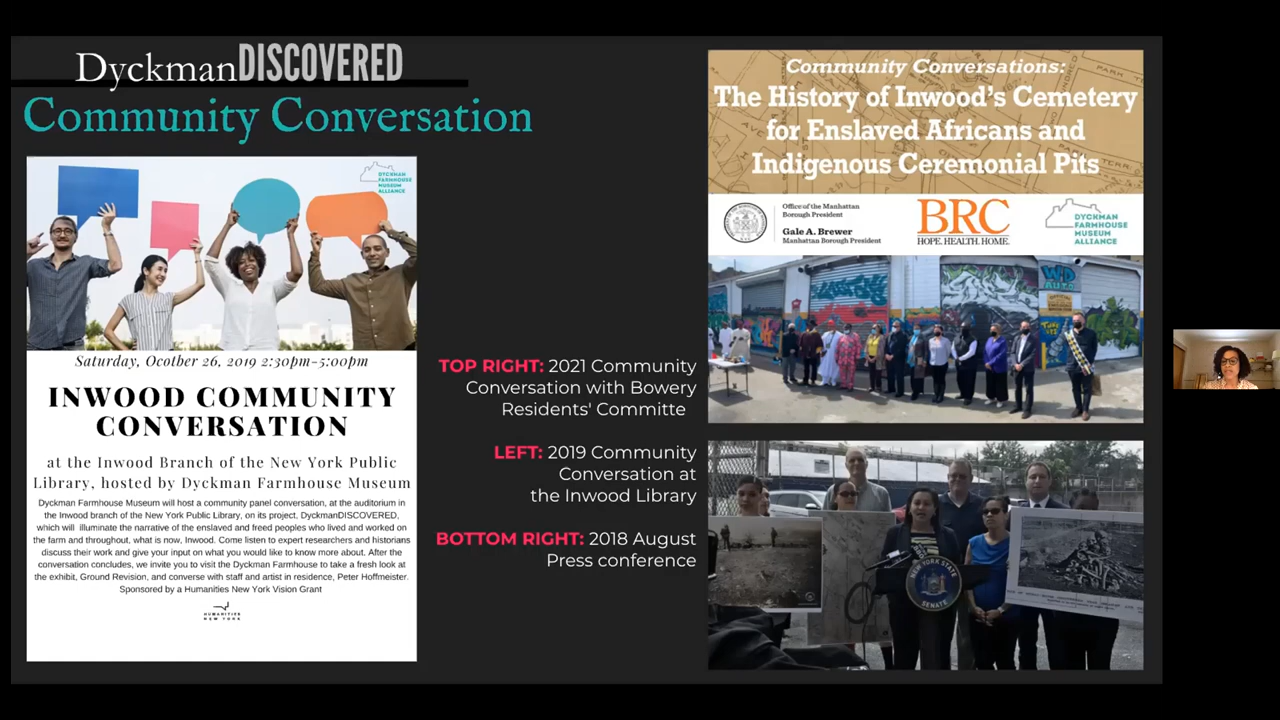 DyckmanDISCOVERED
Community Conversation
DYCKMAN
FARMHOUSE
MUSEUM
ALLIANCE
Saturday, Ocotber 26, 2019 2:30pm-5:00pm
INWOOD COMMUNITY
CONVERSATION
at the Inwood Branch of the New York Public
Library, hosted by Dyckman Farmhouse Museum
Dyckman Farmhouse Museum will host a community panel conversation, at the auditorium in
the Inwood branch of the New York Public Library, on its project, DyckmanDISCOVERED,
which will illuminate the narrative of the enslaved and freed peoples who lived and worked on
the farm and throughout, what is now, Inwood. Come listen to expert researchers and historians
discuss their work and give your input on what you would like to know more about. After the
conversation concludes, we invite you to visit the Dyckman Farmhouse to take a fresh look at
the exhibit, Ground Revision, and converse with staff and artist in residence, Peter Hoffmeister.
Sponsored by a Humanities New York Vision Grant
HUMANITIES
NEW YORK
TOP RIGHT: 2021 Community
Conversation with Bowery
Residents' Committe
LEFT: 2019 Community
Conversation at
the Inwood Library
BOTTOM RIGHT: 2018 August
Press conference
Community Conversations:
The History of Inwood's Cemetery
for Enslaved Africans and
Indigenous Ceremonial Pits
Office of the Manhattan
Borough President
Gale A. Brewer
Manhattan Borough President
BRC
HOPE. HEALTH. HOME.
DYCKMAN
FARMHOUSE
MUSEUM
ALLIANCE
WD
AUTO
NEW YORK STATE
SENATE